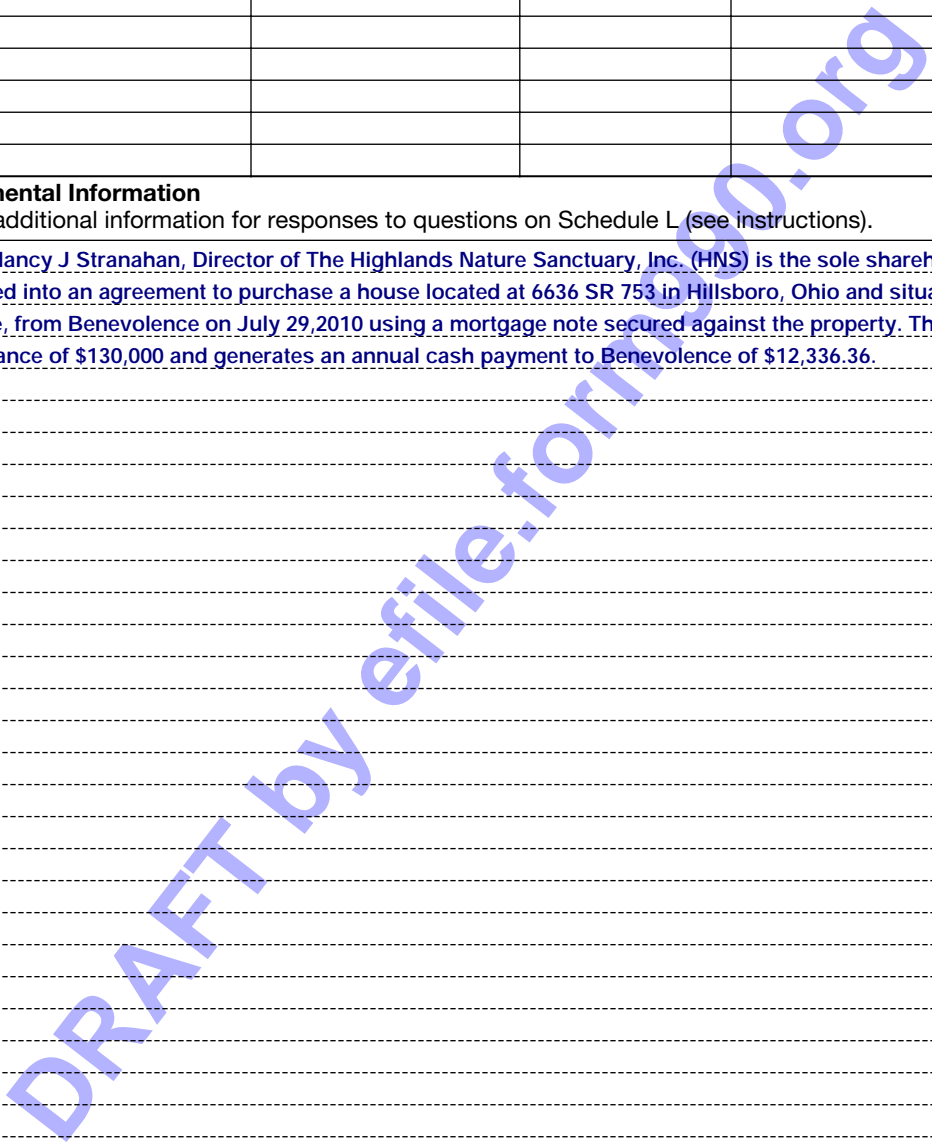 mental Information
additional information for responses to questions on Schedule L (see instructions).
Nancy J Stranahan, Director of The Highlands Nature Sanctuary, Inc. (HNS) is the sole shareh
ed into an agreement to purchase a house located at 6636 SR 753 in Hillsboro, Ohio and situa
e, from Benevolence on July 29,2010 using a mortgage note secured against the property. Th
ance of $130,000 and generates an annual cash payment to Benevolence of $12,336.36.
DRAFT by efile.form990.org